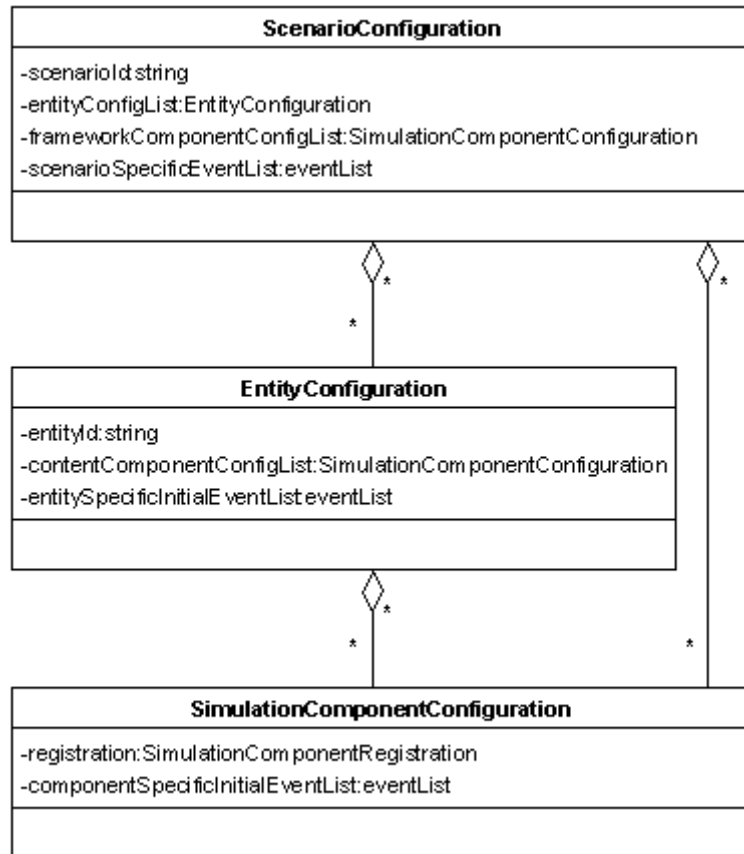 ScenarioConfiguration
-scenarioId:string
-entityConfigList:EntityConfiguration
-frameworkComponentConfigList:SimulationComponentConfiguration
-scenarioSpecificEventList:eventList
*
*
*
EntityConfiguration
-entityId:string
-contentComponentConfigList:SimulationComponentConfiguration
-entitySpecificInitialEventList:eventList
*
*
*
SimulationComponentConfiguration
-registration:SimulationComponentRegistration
-componentSpecificInitialEventList:eventList